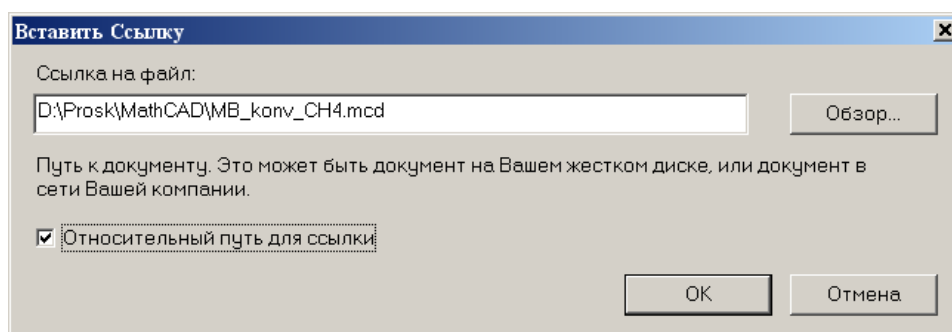 Вставить Ссылку
Ссылка на файл:
D:\Prosk\MathCAD\MB_konv_CH4.mcd
Обзор...
Путь к документу. Это может быть документ на Вашем жестком диске, или документ в
сети Вашей компании.
Относительный путь для ссылки
OK
Отмена